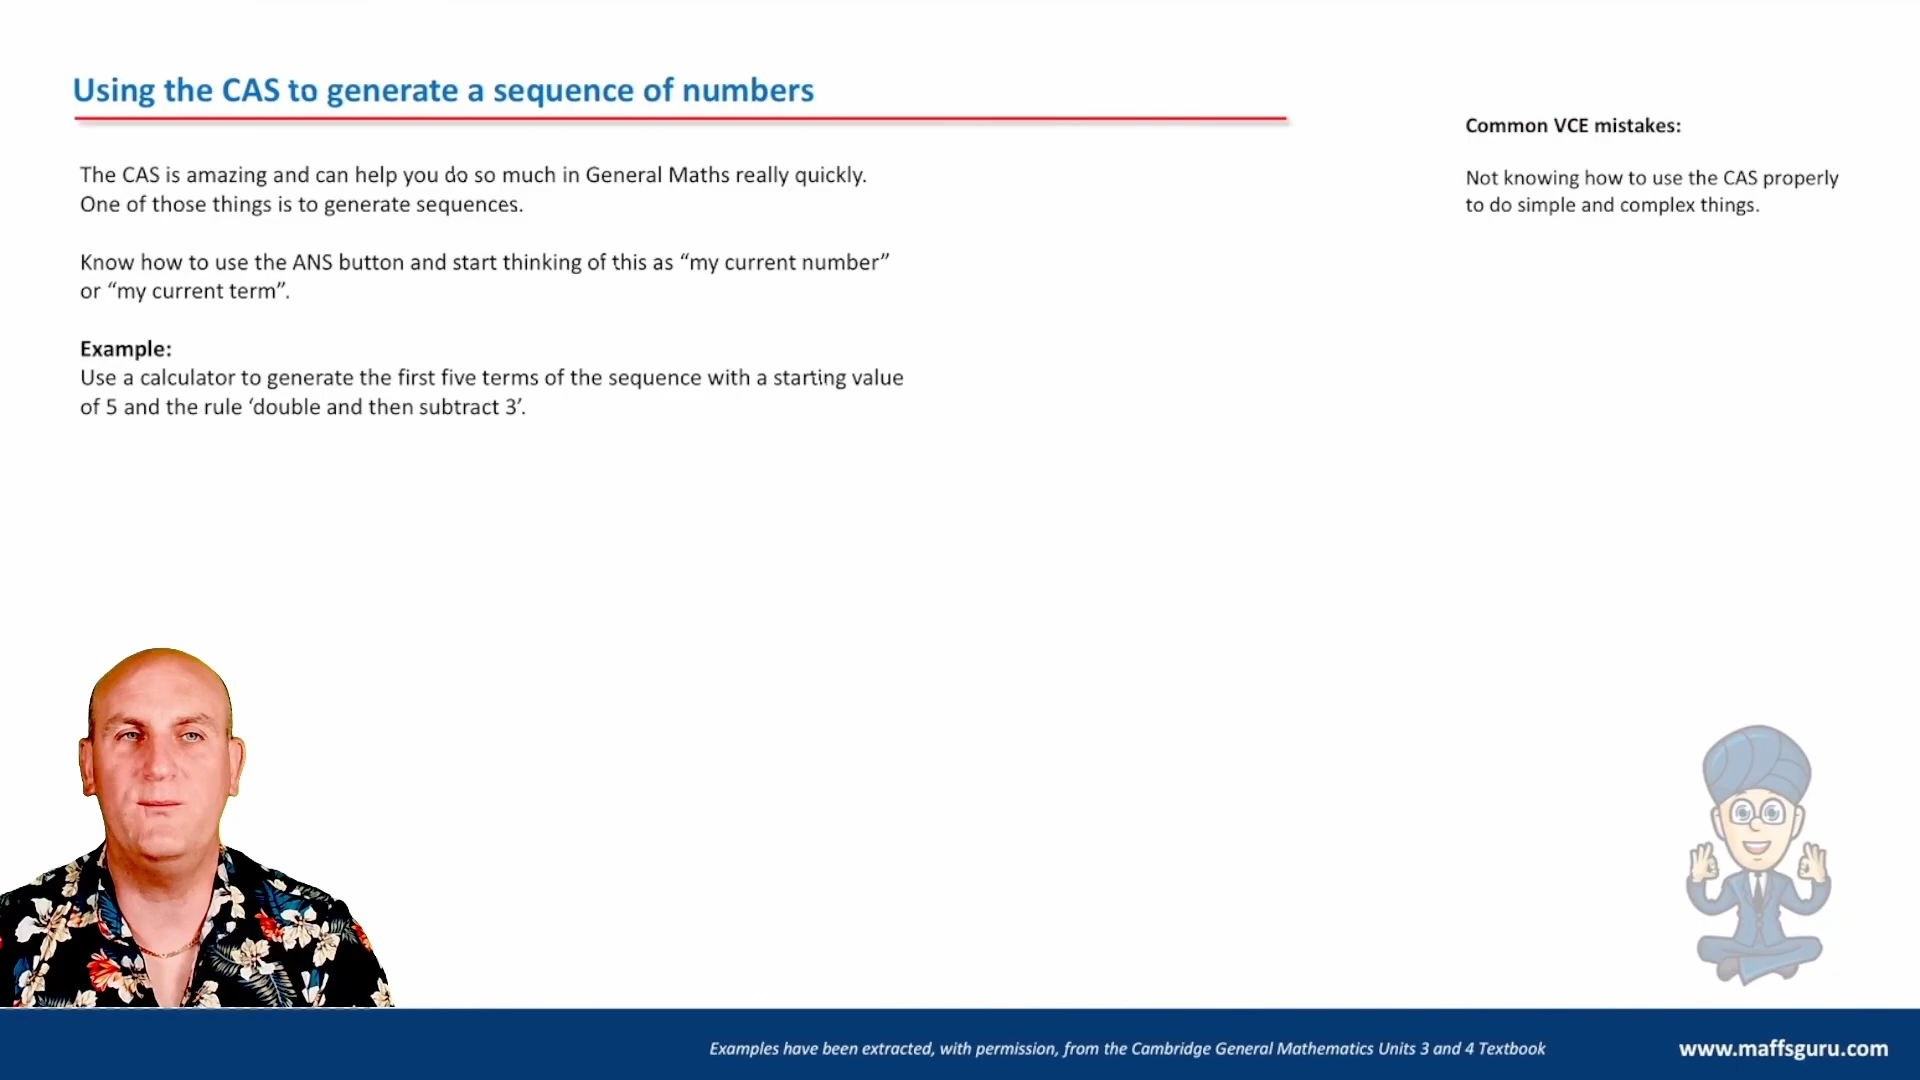 Using the CAS to generate a sequence of numbers
The CAS is amazing and can help you do so much in General Maths really quickly.
One of those things is to generate sequences.
Know how to use the ANS button and start thinking of this as “my current number”
or “my current term”.
Example:
Use a calculator to generate the first five terms of the sequence with a starting value
of 5 and the rule ‘double and then subtract 3’.
Common VCE mistakes:
Not knowing how to use the CAS properly
to do simple and complex things.
Examples have been extracted, with permission, from the Cambridge General Mathematics Units 3 and 4 Textbook
www.maffsguru.com